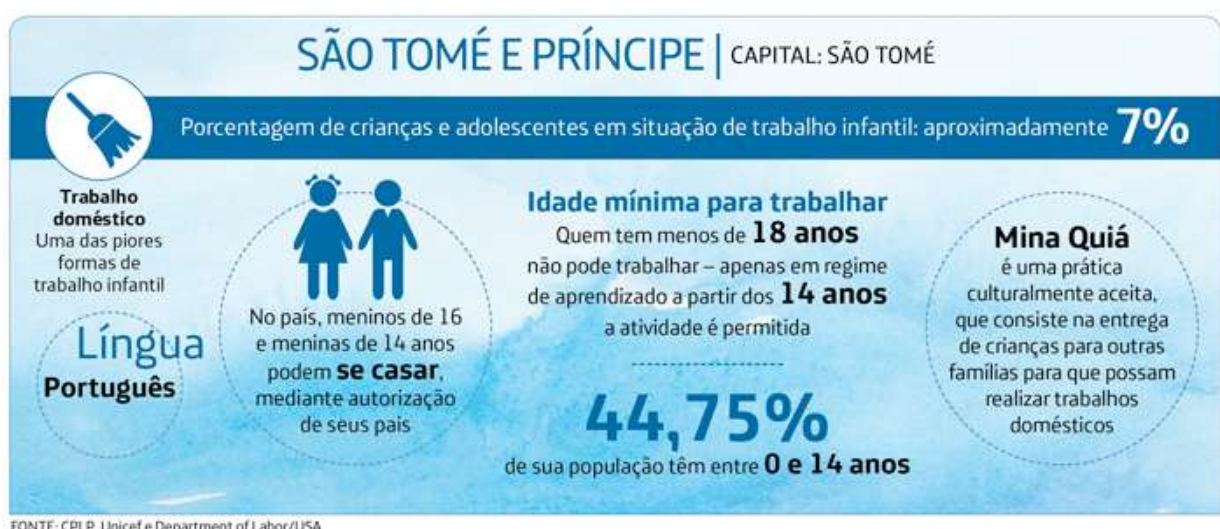 SÃO TOMÉ E PRÍNCIPE | CAPITAL: SÃO TOMÉ
Porcentagem de crianças e adolescentes em situação de trabalho infantil: aproximadamente 7%
Trabalho
doméstico
Uma das piores
formas de
trabalho infantil
Língua
Português
No país, meninos de 16
e meninas de 14 anos
podem se casar,
mediante autorização
de seus pais
Idade mínima para trabalhar
Quem tem menos de 18 anos
não pode trabalhar – apenas em regime
de aprendizado a partir dos 14 anos
a atividade é permitida
44,75%
de sua população têm entre 0 e 14 anos
Mina Quiá
é uma prática
culturalmente aceita,
que consiste na entrega
de crianças para outras
famílias para que possam
realizar trabalhos
domésticos
FONTE: CPLP, Unicef e Department of Labor/USA